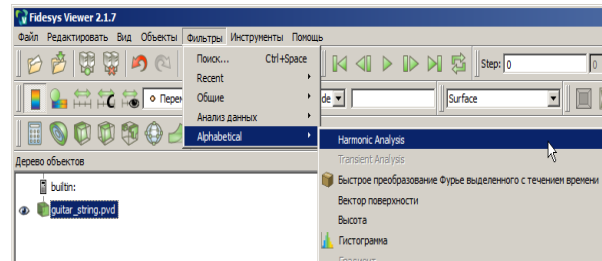 Fidesys Viewer 2.1.7
Файл Редактировать Вид Объекты Фильтры Инструменты Помощь
Поиск... Ctrl+Space
Step: 0 0
Recent
Общие
Surface
Анализ данных
Alphabetical
Harmonic Analysis
Transient Analysis
Дерево объектов
Быстрое преобразование Фурье выделенного с течением времени
builtin:
Вектор поверхности
guitar_string.pvd
Высота
Гистограмма